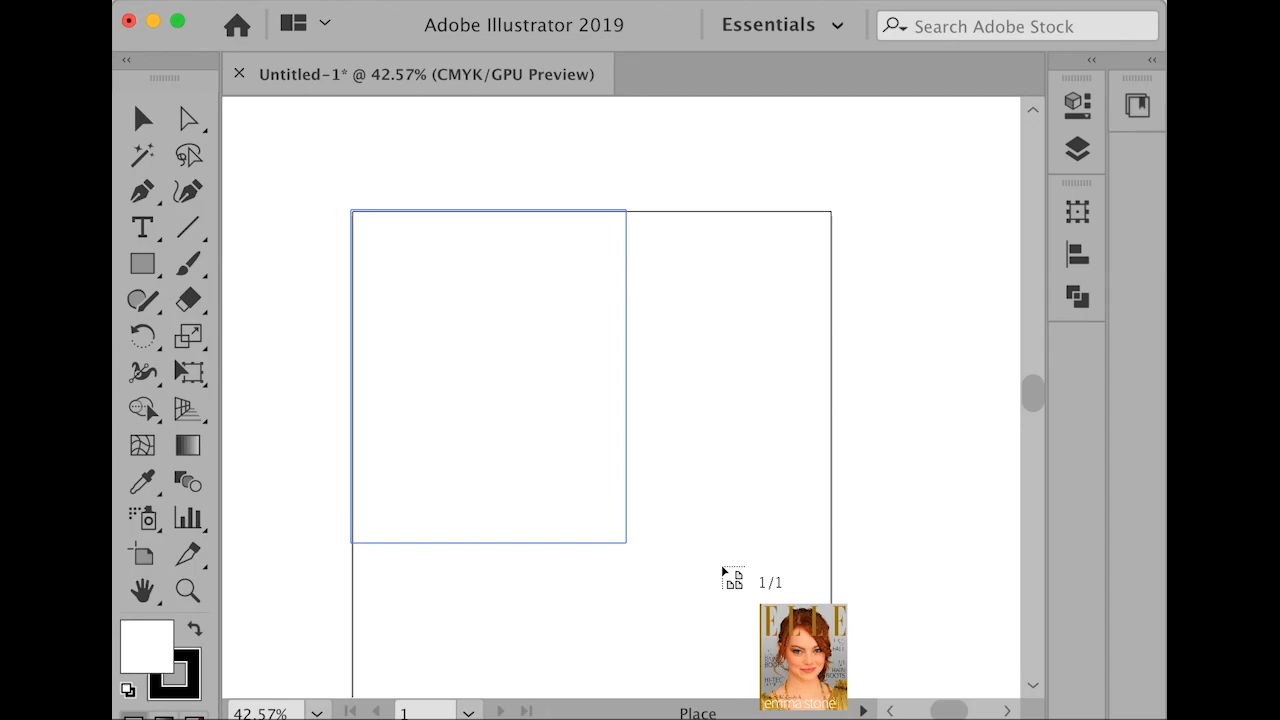 Adobe Illustrator 2019
Essentials
Search Adobe Stock
Untitled-1* @ 42.57% (CMYK/GPU Preview)
1/1
ELLE
emma stone
42.57%
1
Place